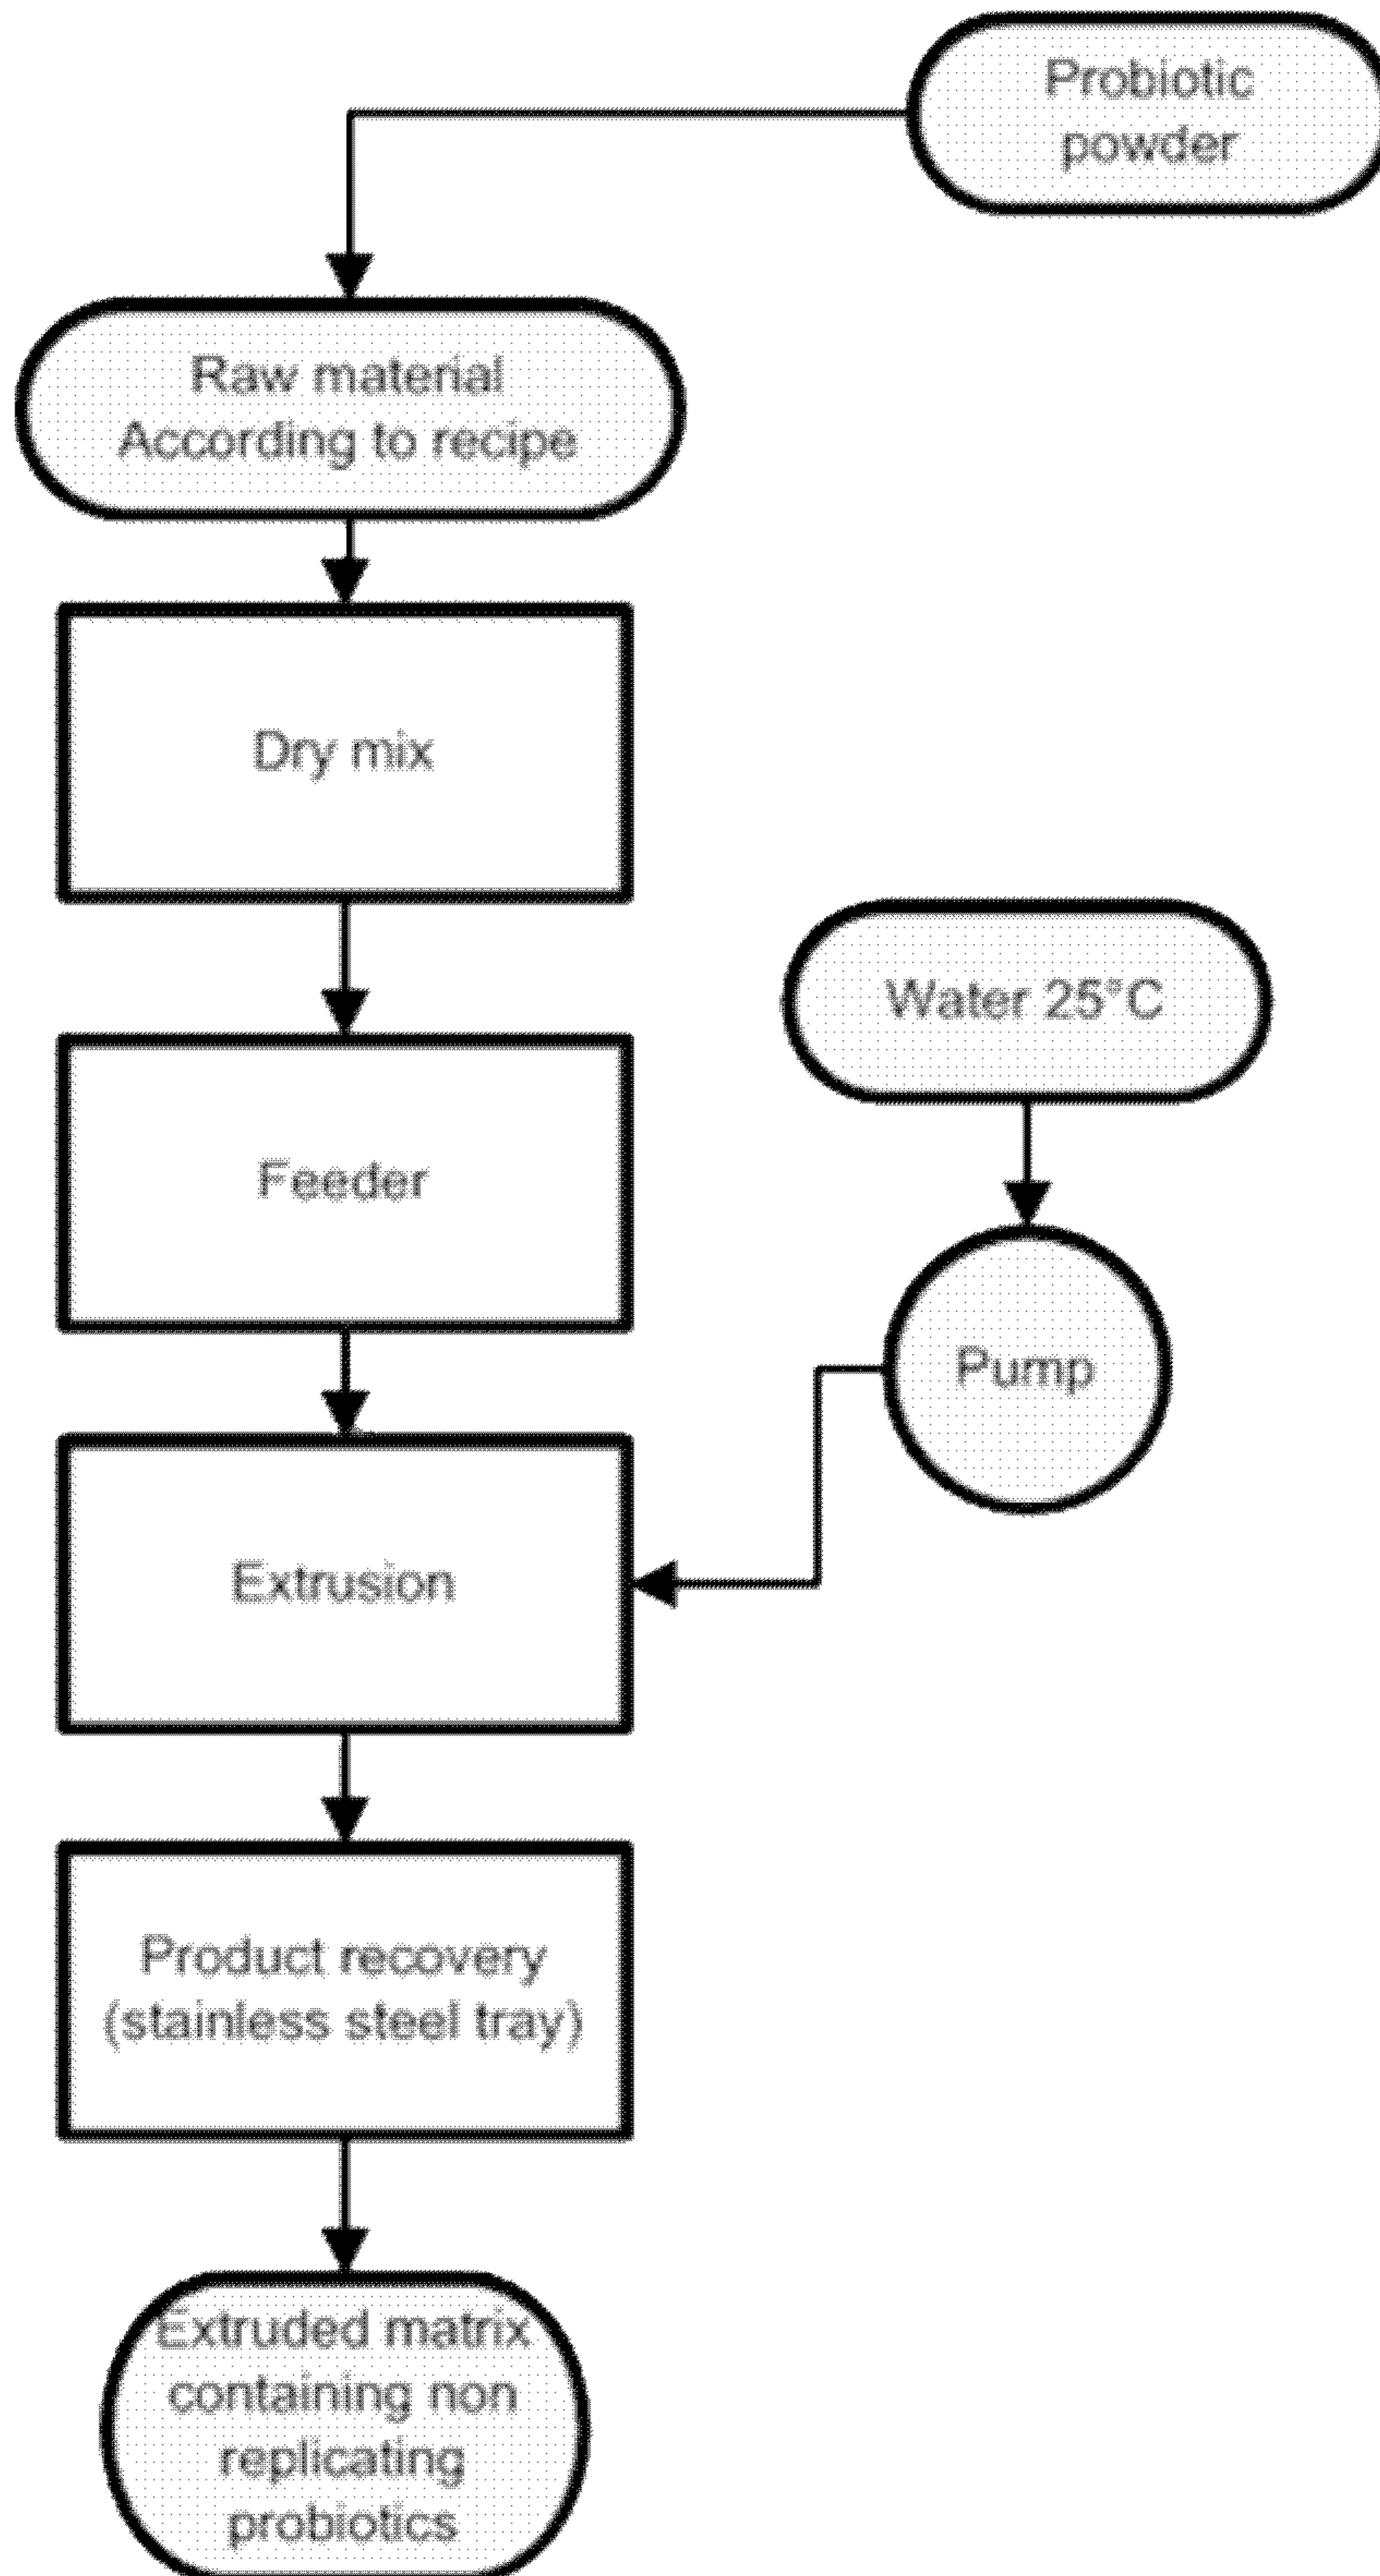 Probiotic
powder
Raw material
According to recipe
Dry mix
Water 25°C
Feeder
Pump
Extrusion
Product recovery
(stainless steel tray)
Extruded matrix
containing non
replicating
probiotics